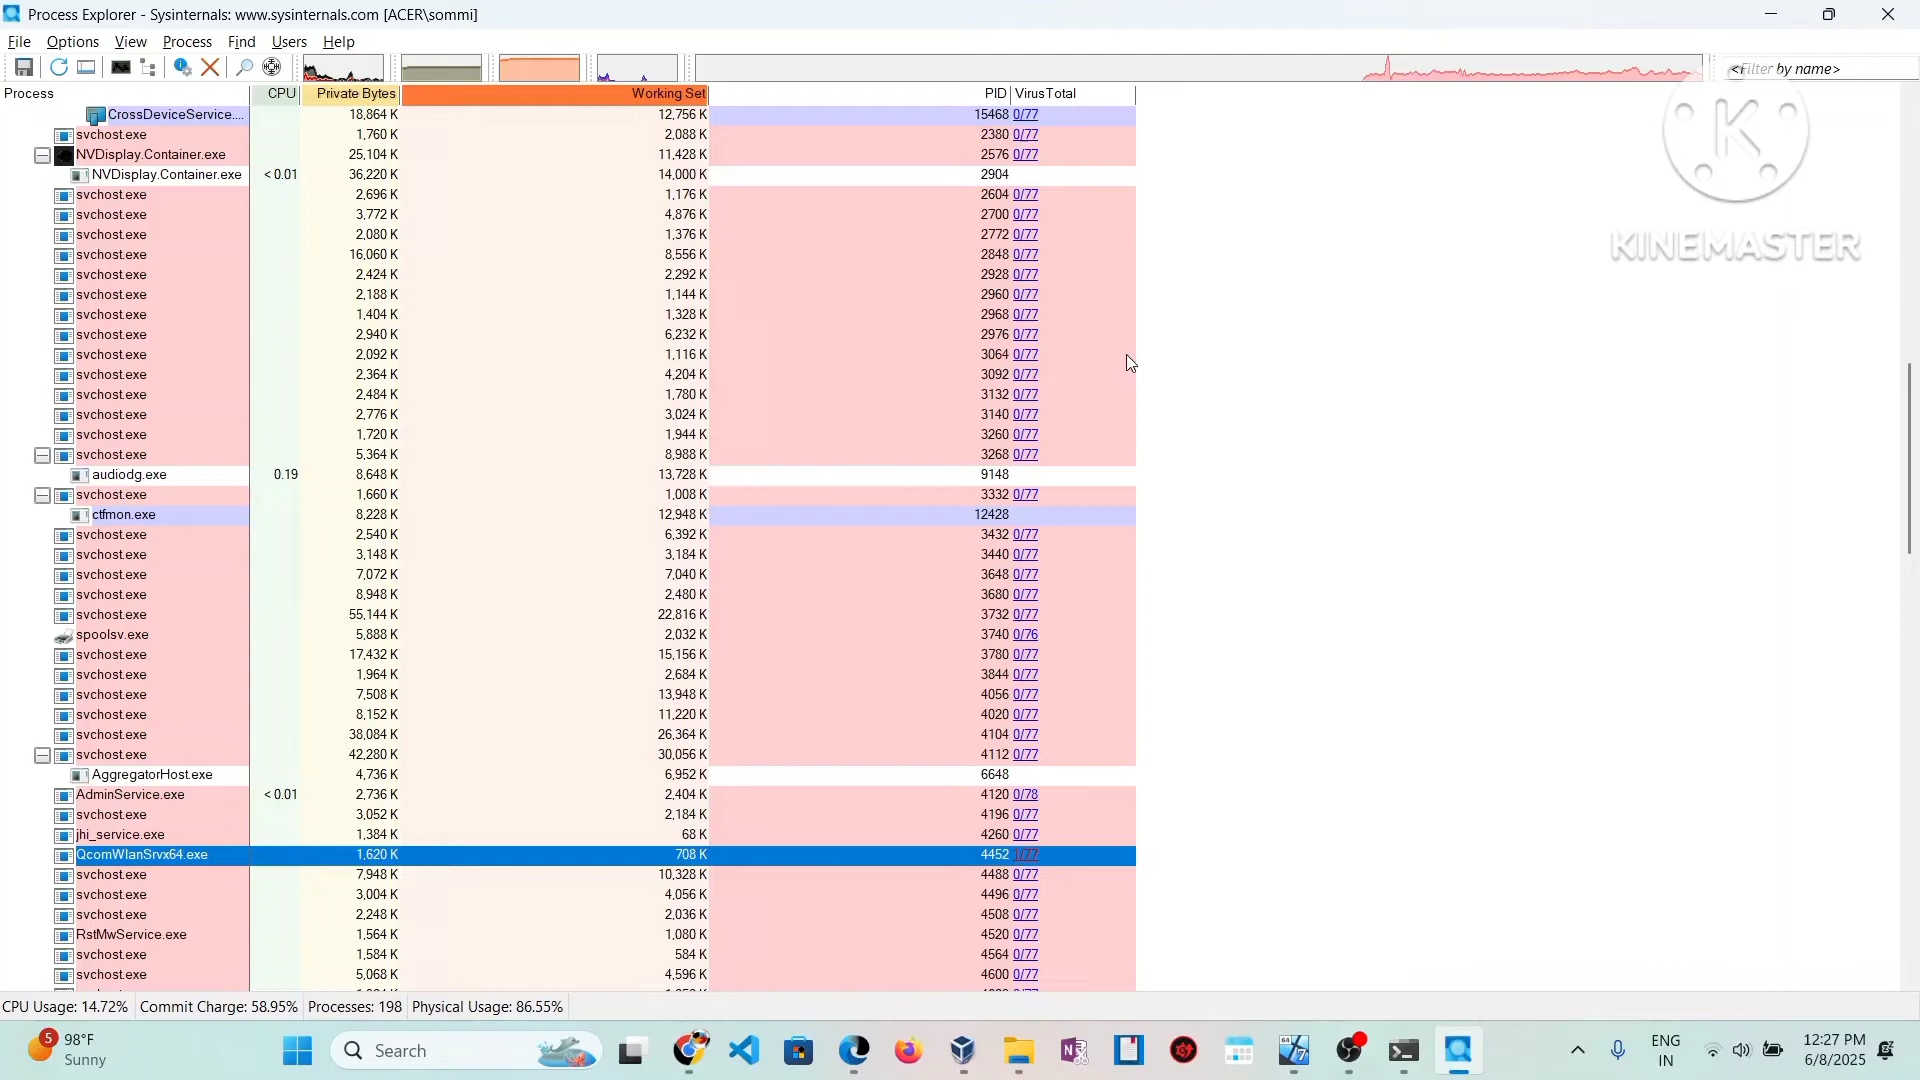 Process Explorer - Sysinternals: www.sysinternals.com [ACER\sommi]
File Options View Process Find Users Help
<Filter by name>
Process CPU Private Bytes Working Set PID VirusTotal
CrossDeviceService.... 18,864 K 12,756 K 15468 0/77
svchost.exe 1,760 K 2,088 K 2380 0/77
NVDisplay.Container.exe 25,104 K 11,428 K 2576 0/77
NVDisplay.Container.exe < 0.01 36,220 K 14,000 K 2904
svchost.exe 2,696 K 1,176 K 2604 0/77
svchost.exe 3,772 K 4,876 K 2700 0/77
svchost.exe 2,080 K 1,376 K 2772 0/77
svchost.exe 16,060 K 8,556 K 2848 0/77
svchost.exe 2,424 K 2,292 K 2928 0/77
svchost.exe 2,188 K 1,144 K 2960 0/77
svchost.exe 1,404 K 1,328 K 2968 0/77
svchost.exe 2,940 K 6,232 K 2976 0/77
svchost.exe 2,092 K 1,116 K 3064 0/77
svchost.exe 2,364 K 4,204 K 3092 0/77
svchost.exe 2,484 K 1,780 K 3132 0/77
svchost.exe 2,776 K 3,024 K 3140 0/77
svchost.exe 1,720 K 1,944 K 3260 0/77
svchost.exe 5,364 K 8,988 K 3268 0/77
audiodg.exe 0.19 8,648 K 13,728 K 9148
svchost.exe 1,660 K 1,008 K 3332 0/77
ctfmon.exe 8,228 K 12,948 K 12428
svchost.exe 2,540 K 6,392 K 3432 0/77
svchost.exe 3,148 K 3,184 K 3440 0/77
svchost.exe 7,072 K 7,040 K 3648 0/77
svchost.exe 8,948 K 2,480 K 3680 0/77
svchost.exe 55,144 K 22,816 K 3732 0/77
spoolsv.exe 5,888 K 2,032 K 3740 0/76
svchost.exe 17,432 K 15,156 K 3780 0/77
svchost.exe 1,964 K 2,684 K 3844 0/77
svchost.exe 7,508 K 13,948 K 4056 0/77
svchost.exe 8,152 K 11,220 K 4020 0/77
svchost.exe 38,084 K 26,364 K 4104 0/77
svchost.exe 42,280 K 30,056 K 4112 0/77
AggregatorHost.exe 4,736 K 6,952 K 6648
AdminService.exe < 0.01 2,736 K 2,404 K 4120 0/78
svchost.exe 3,052 K 2,184 K 4196 0/77
jhi_service.exe 1,384 K 68 K 4260 0/77
QcomWlanSrvx64.exe 1,620 K 708 K 4452 1/77
svchost.exe 7,948 K 10,328 K 4488 0/77
svchost.exe 3,004 K 4,056 K 4496 0/77
svchost.exe 2,248 K 2,036 K 4508 0/77
RstMwService.exe 1,564 K 1,080 K 4520 0/77
svchost.exe 1,584 K 584 K 4564 0/77
svchost.exe 5,068 K 4,596 K 4600 0/77
K
KINEMASTER
CPU Usage: 14.72% Commit Charge: 58.95% Processes: 198 Physical Usage: 86.55%
5 98°F
Sunny
Search
64
ENG
IN
12:27 PM
6/8/2025